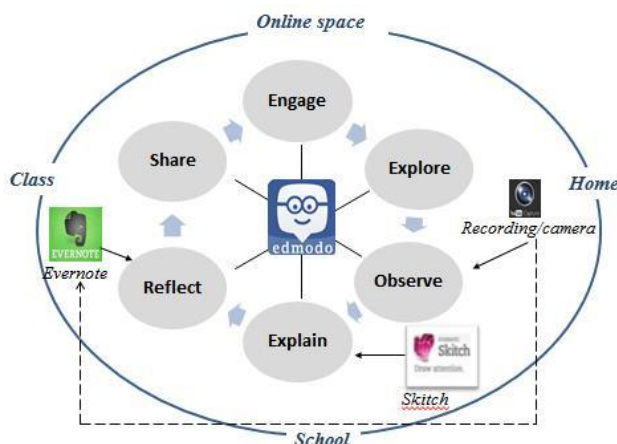 Online space
Engage
Share
Explore
Class
Home
edmodo
EVERNOTE
Evernote
Recording/camera
Reflect
Observe
Explain
Skitch
Draw attention.
Skitch
School